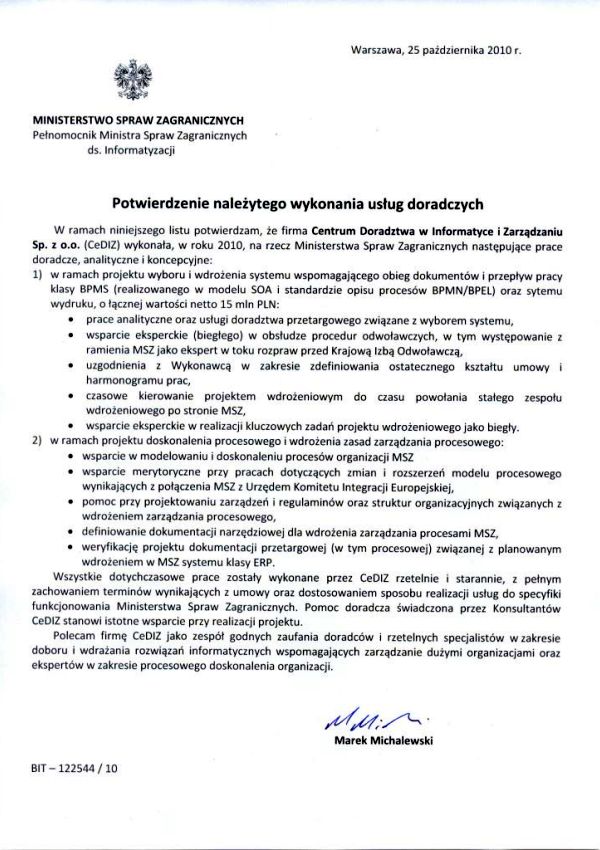 Warszawa, 25 października 2010 r.
MINISTERSTWO SPRAW ZAGRANICZNYCH
Pełnomocnik Ministra Spraw Zagranicznych
ds. Informatyzacji
Potwierdzenie należytego wykonania usług doradczych
W ramach niniejszego listu potwierdzam, że firma Centrum Doradztwa w Informatyce i Zarządzaniu
Sp. z o.o. (CeDIZ) wykonała, w roku 2010, na rzecz Ministerstwa Spraw Zagranicznych następujące prace
doradcze, analityczne i koncepcyjne:
1) w ramach projektu wyboru i wdrożenia systemu wspomagającego obieg dokumentów i przepływ pracy
klasy BPMS (realizowanego w modelu SOA i standardzie opisu procesów BPMN/BPEL) oraz sytemu
wydruku, o łącznej wartości netto 15 mln PLN:
• prace analityczne oraz usługi doradztwa przetargowego związane z wyborem systemu,
• wsparcie eksperckie (biegłego) w obsłudze procedur odwoławczych, w tym występowanie z
ramienia MSZ jako ekspert w toku rozpraw przed Krajową Izbą Odwoławczą,
• uzgodnienia z Wykonawcą w zakresie zdefiniowania ostatecznego kształtu umowy i
harmonogramu prac,
• czasowe kierowanie projektem wdrożeniowym do czasu powołania stałego zespołu
wdrożeniowego po stronie MSZ,
• wsparcie eksperckie w realizacji kluczowych zadań projektu wdrożeniowego jako biegły.
2) w ramach projektu doskonalenia procesowego i wdrożenia zasad zarządzania procesowego:
• wsparcie w modelowaniu i doskonaleniu procesów organizacji MSZ
• wsparcie merytoryczne przy pracach dotyczących zmian i rozszerzeń modelu procesowego
wynikających z połączenia MSZ z Urzędem Komitetu Integracji Europejskiej,
• pomoc przy projektowaniu zarządzeń i regulaminów oraz struktur organizacyjnych związanych z
wdrożeniem zarządzania procesowego,
• definiowanie dokumentacji narzędziowej dla wdrożenia zarządzania procesami MSZ,
• weryfikację projektu dokumentacji przetargowej (w tym procesowej) związanej z planowanym
wdrożeniem w MSZ systemu klasy ERP.
Wszystkie dotychczasowe prace zostały wykonane przez CeDIZ rzetelnie i starannie, z pełnym
zachowaniem terminów wynikających z umowy oraz dostosowaniem sposobu realizacji usług do specyfiki
funkcjonowania Ministerstwa Spraw Zagranicznych. Pomoc doradcza świadczona przez Konsultantów
CeDIZ stanowi istotne wsparcie przy realizacji projektu.
Polecam firmę CeDIZ jako zespół godnych zaufania doradców i rzetelnych specjalistów w zakresie
doboru i wdrażania rozwiązań informatycznych wspomagających zarządzanie dużymi organizacjami oraz
ekspertów w zakresie procesowego doskonalenia organizacji.
Marek Michalewski
BIT – 122544 / 10